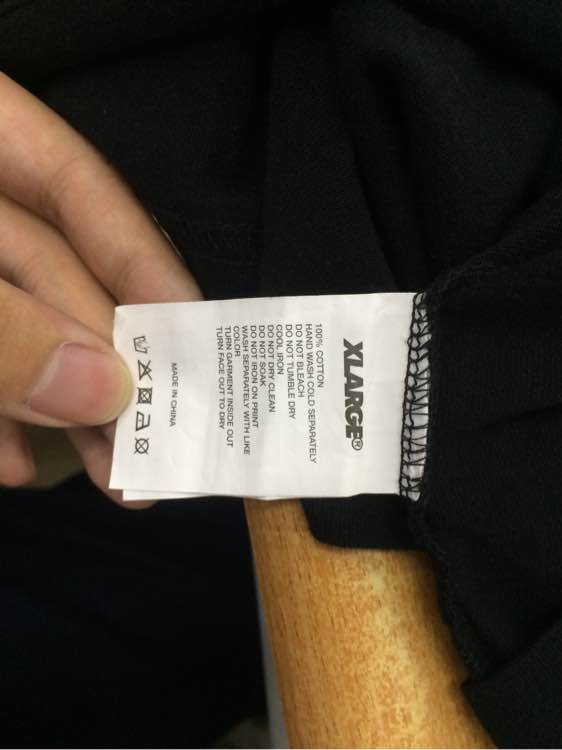 XLARGE®
100% COTTON
HAND WASH COLD SEPARATELY
DO NOT BLEACH
DO NOT TUMBLE DRY
COOL IRON
DO NOT DRY CLEAN
DO NOT SOAK
DO NOT IRON ON PRINT
WASH SEPARATELY WITH LIKE
COLOR
TURN GARMENT INSIDE OUT
TURN FACE OUT TO DRY
MADE IN CHINA